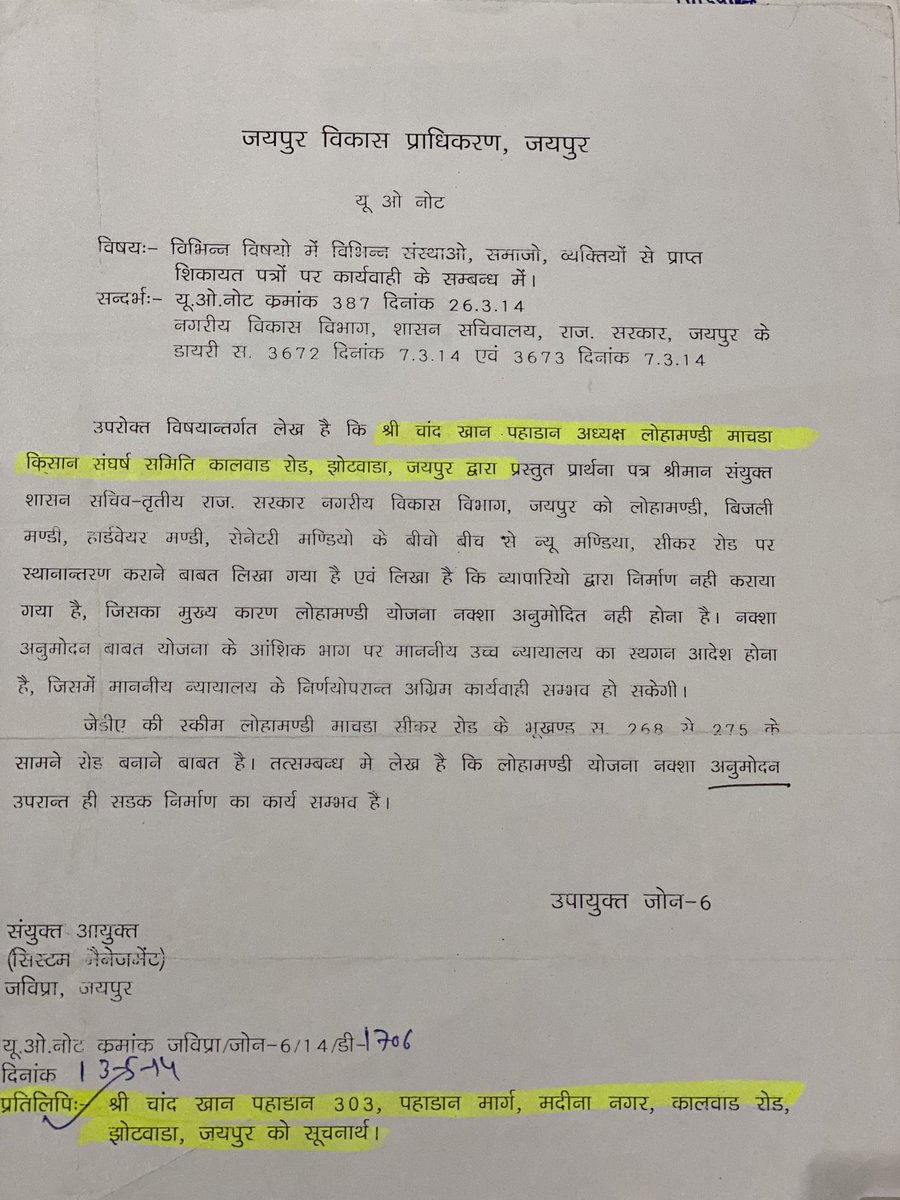 जयपुर विकास प्राधिकरण, जयपुर
यू ओ नोट
विषयः- विभिन्न विषयो में विभिन्न संस्थाओ, समाजो, व्यक्तियों से प्राप्त
शिकायत पत्रों पर कार्यवाही के सम्बन्ध में।
सन्दर्भः- यू.ओ.नोट क्रमांक 387 दिनांक 26.3.14
नगरीय विकास विभाग, शासन सचिवालय, राज. सरकार, जयपुर के
डायरी स. 3672 दिनांक 7.3.14 एवं 3673 दिनांक 7.3.14
उपरोक्त विषयान्तर्गत लेख है कि श्री चांद खान पहाडान अध्यक्ष लोहामण्डी माचडा
किसान संघर्ष समिति कालवाड रोड, झोटवाडा, जयपुर द्वारा प्रस्तुत प्रार्थना पत्र श्रीमान संयुक्त
शासन सचिव-तृतीय राज. सरकार नगरीय विकास विभाग, जयपुर को लोहामण्डी, बिजली
मण्डी, हार्डवेयर मण्डी, सेनेटरी मण्डियो के बीचो बीच से न्यू मण्डिया, सीकर रोड पर
स्थानान्तरण कराने बाबत लिखा गया है एवं लिखा है कि व्यापारियो द्वारा निर्माण नही कराया
गया है, जिसका मुख्य कारण लोहामण्डी योजना नक्शा अनुमोदित नही होना है। नक्शा
अनुमोदन बाबत योजना के आंशिक भाग पर माननीय उच्च न्यायालय का स्थगन आदेश होना
है, जिसमें माननीय न्यायालय के निर्णयोपरान्त अग्रिम कार्यवाही सम्भव हो सकेगी।
जेडीए की स्कीम लोहामण्डी माचडा सीकर रोड के भूखण्ड स. 268 से 275 के
सामने रोड बनाने बाबत है। तत्सम्बन्ध मे लेख है कि लोहामण्डी योजना नक्शा अनुमोदन
उपरान्त ही सडक निर्माण का कार्य सम्भव है।
उपायुक्त जोन-6
संयुक्त आयुक्त
(सिस्टम मैनेजमेंट)
जविप्रा, जयपुर
यू.ओ.नोट क्रमांक जविप्रा/जोन-6/14/डी-1706
दिनांक 13-5-14
प्रतिलिपिः- श्री चांद खान पहाडान 303, पहाडान मार्ग, मदीना नगर, कालवाड रोड,
झोटवाडा, जयपुर को सूचनार्थ।